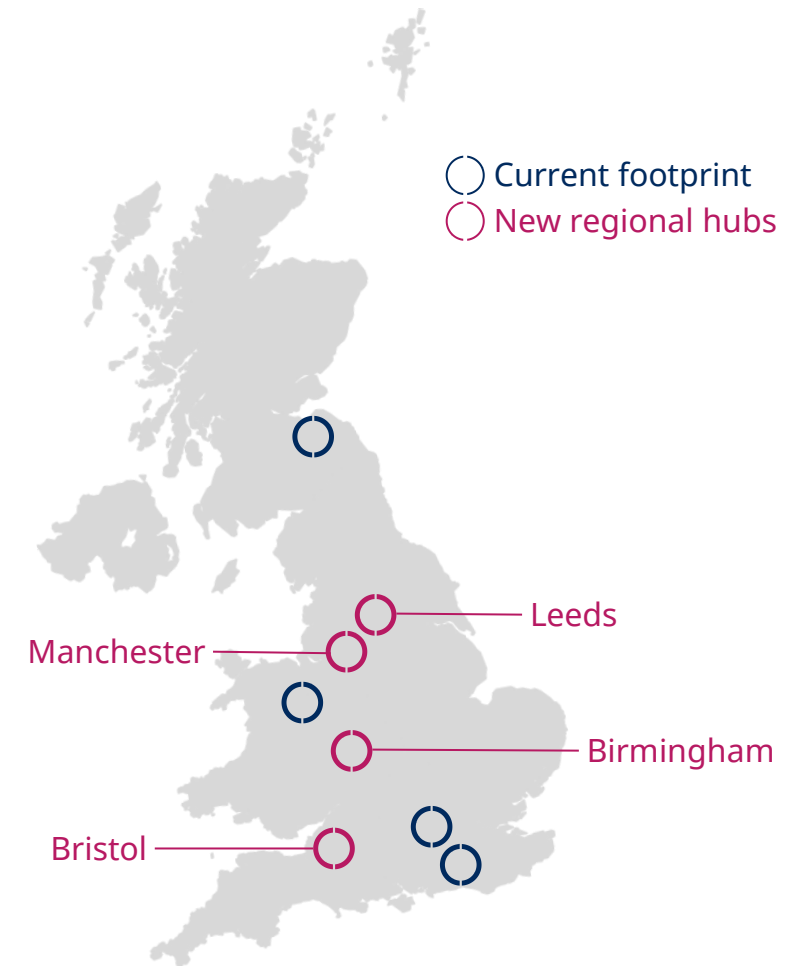 Current footprint
New regional hubs
Leeds
Manchester
Birmingham
Bristol